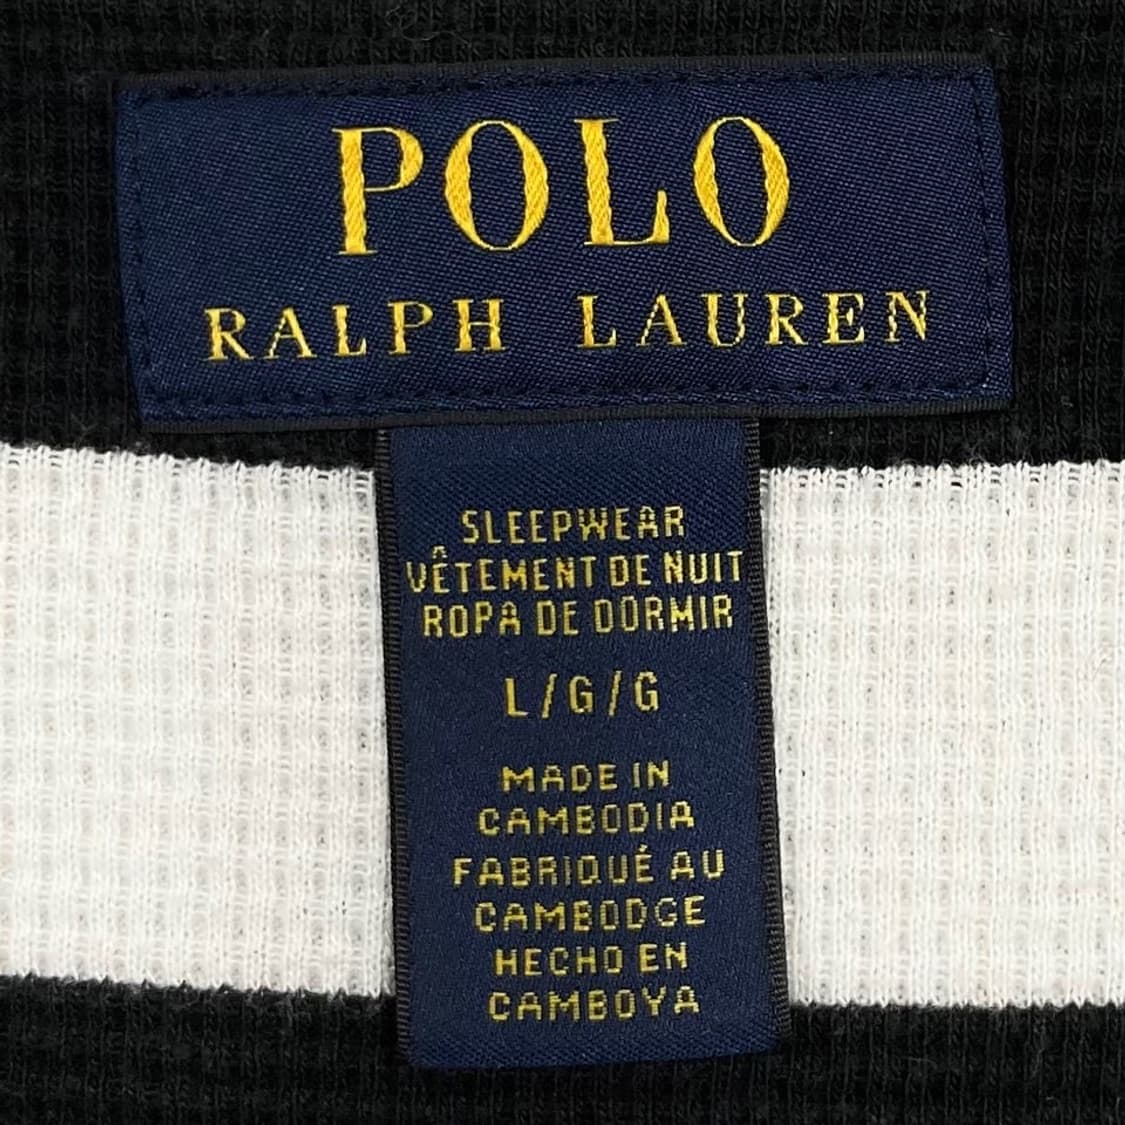 POLO
RALPH LAUREN
SLEEPWEAR
VÊTEMENT DE NUIT
ROPA DE DORMIR
L/G/G
MADE IN
CAMBODIA
FABRIQUÉ AU
CAMBODGE
HECHO EN
CAMBOYA